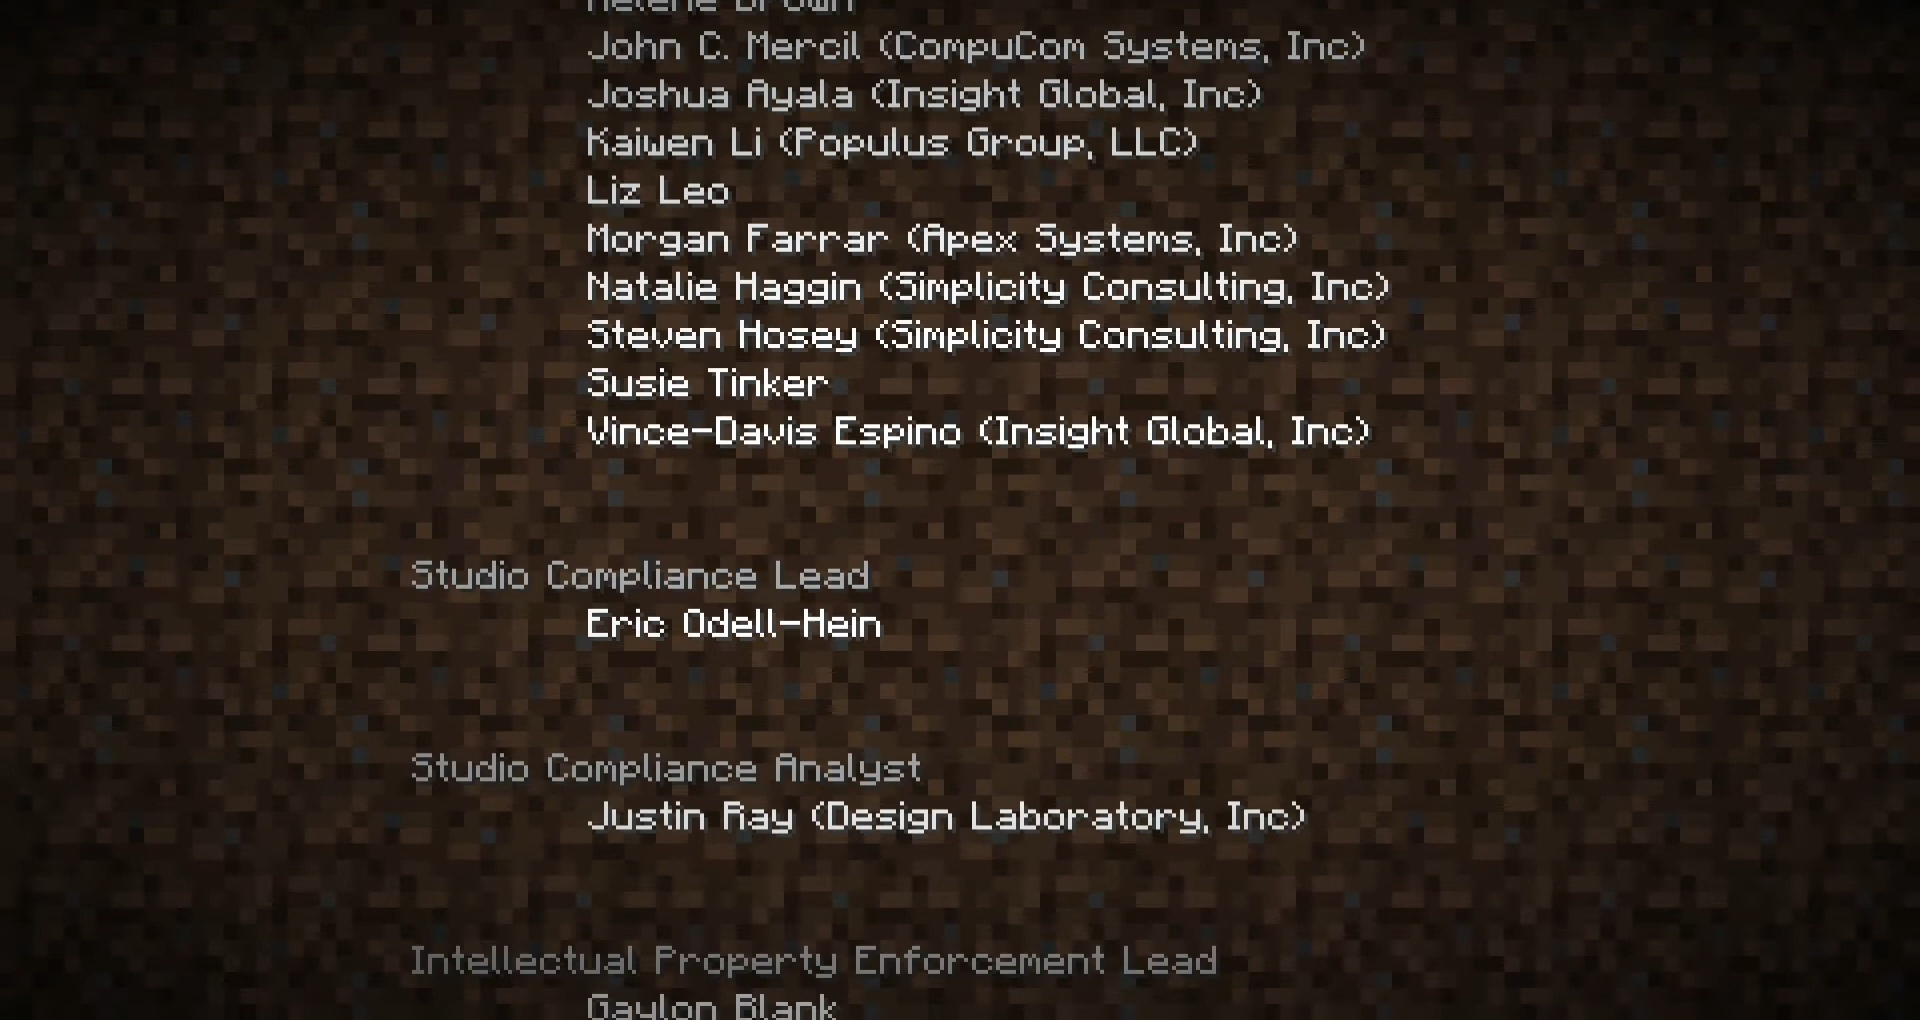 Helene Brown
John C. Mercil (CompuCom Systems, Inc)
Joshua Ayala (Insight Global, Inc)
Kaiwen Li (Populus Group, LLC)
Liz Leo
Morgan Farrar (Apex Systems, Inc)
Natalie Haggin (Simplicity Consulting, Inc)
Steven Hosey (Simplicity Consulting, Inc)
Susie Tinker
Vince-Davis Espino (Insight Global, Inc)
Studio Compliance Lead
Eric Odell-Hein
Studio Compliance Analyst
Justin Ray (Design Laboratory, Inc)
Intellectual Property Enforcement Lead
Gaylon Blank